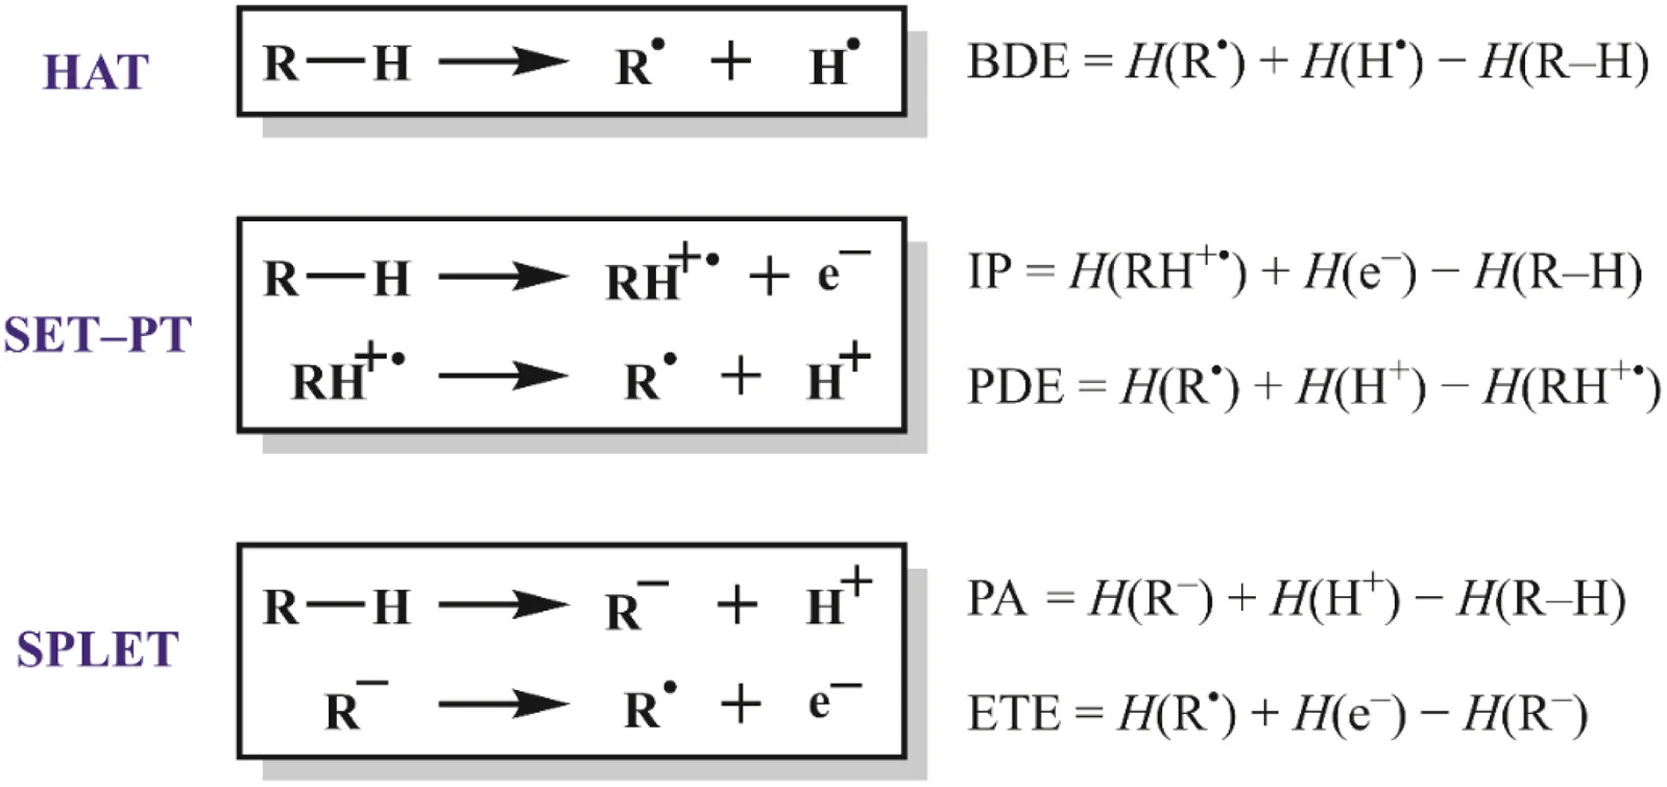 HAT R—H ⟶ R• + H• BDE = H(R•) + H(H•) − H(R–H)
R—H ⟶ RH⁺• + e⁻ IP = H(RH⁺•) + H(e⁻) − H(R–H)
SET–PT
RH⁺• ⟶ R• + H⁺ PDE = H(R•) + H(H⁺) − H(RH⁺•)
R—H ⟶ R⁻ + H⁺ PA = H(R⁻) + H(H⁺) − H(R–H)
SPLET
R⁻ ⟶ R• + e⁻ ETE = H(R•) + H(e⁻) − H(R⁻)